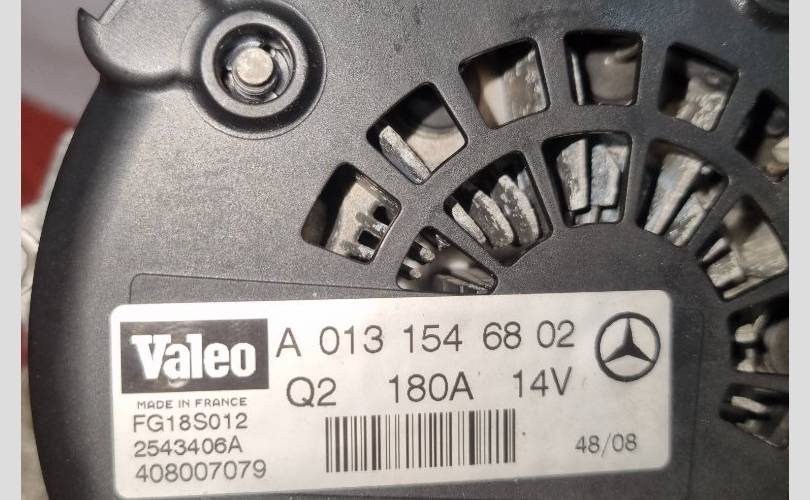 Valeo A 013 154 68 02
MADE IN FRANCE Q2 180A 14V
FG18S012
2543406A 48/08
408007079